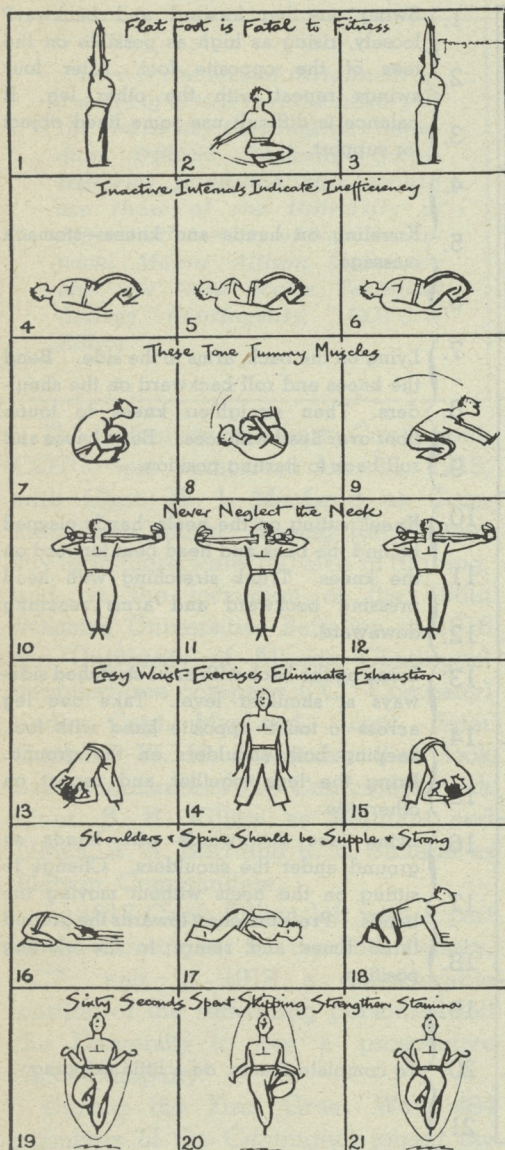 Flat Foot is Fatal to Fitness
1 2 3
Inactive Internals Indicate Inefficiency
4 5 6
These Tone Tummy Muscles
7 8 9
Never Neglect the Neck
10 11 12
Easy Waist-Exercises Eliminate Exhaustion
13 14 15
Shoulders & Spine Should be Supple & Strong
16 17 18
Sixty Seconds Spent Skipping Strengthen Stamina
19 20 21